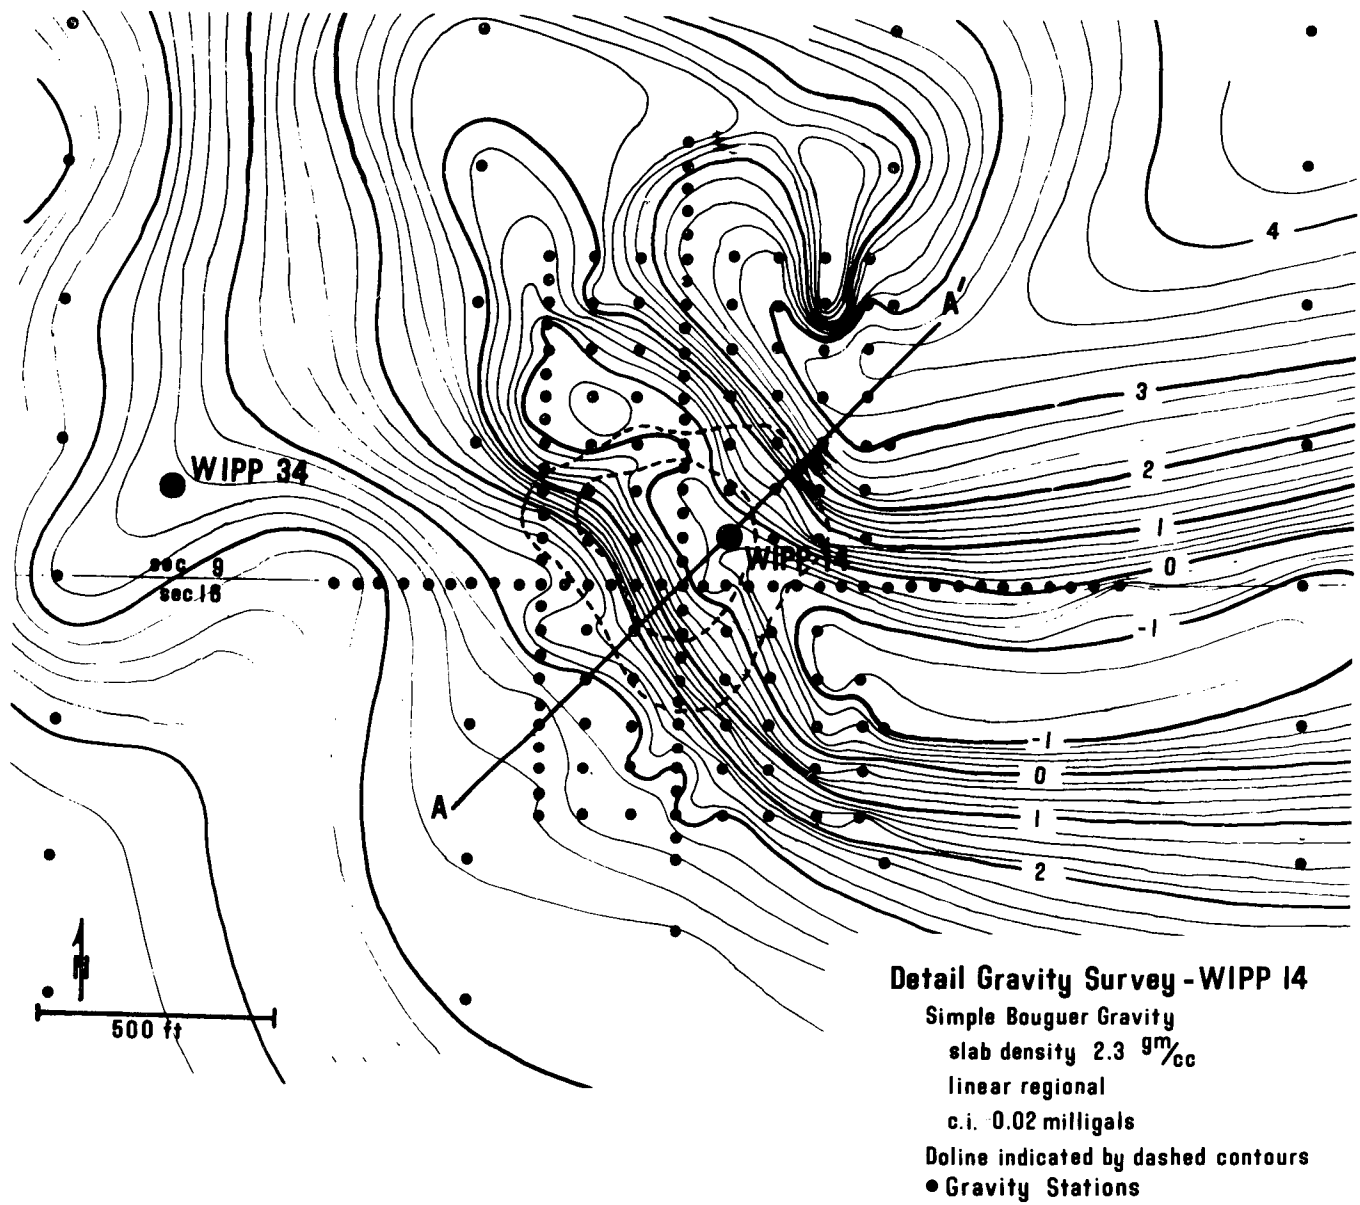 4
A'
3
WIPP 34
2
1
WIPP-14
0
sec 9
sec.16
-1
-1
0
A
1
2
N
500 ft
Detail Gravity Survey - WIPP 14
Simple Bouguer Gravity
slab density 2.3 gm/cc
linear regional
c.i. 0.02 milligals
Doline indicated by dashed contours
Gravity Stations